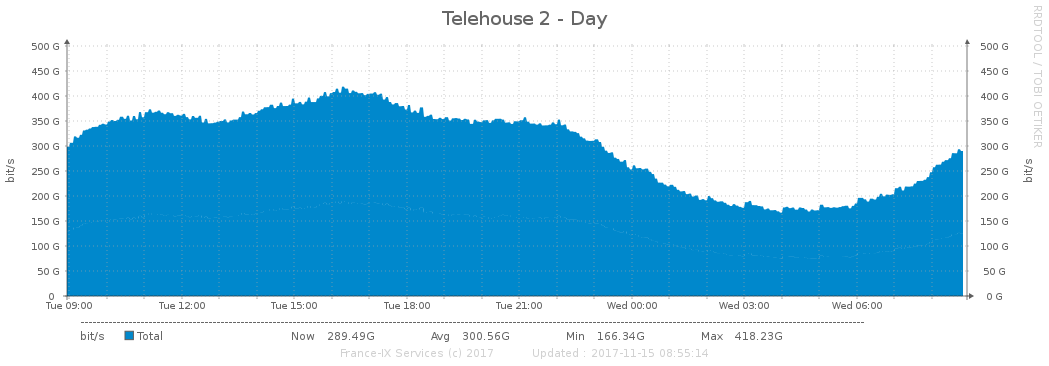 Telehouse 2 - Day
RRDTOOL / TOBI OETIKER
500 G 500 G
450 G 450 G
400 G 400 G
350 G 350 G
300 G 300 G
250 G 250 G
200 G 200 G
150 G 150 G
100 G 100 G
50 G 50 G
0 0 G
bit/s bit/s
Tue 09:00 Tue 12:00 Tue 15:00 Tue 18:00 Tue 21:00 Wed 00:00 Wed 03:00 Wed 06:00
bit/s Total Now 289.49G Avg 300.56G Min 166.34G Max 418.23G
France-IX Services (c) 2017 Updated : 2017-11-15 08:55:14